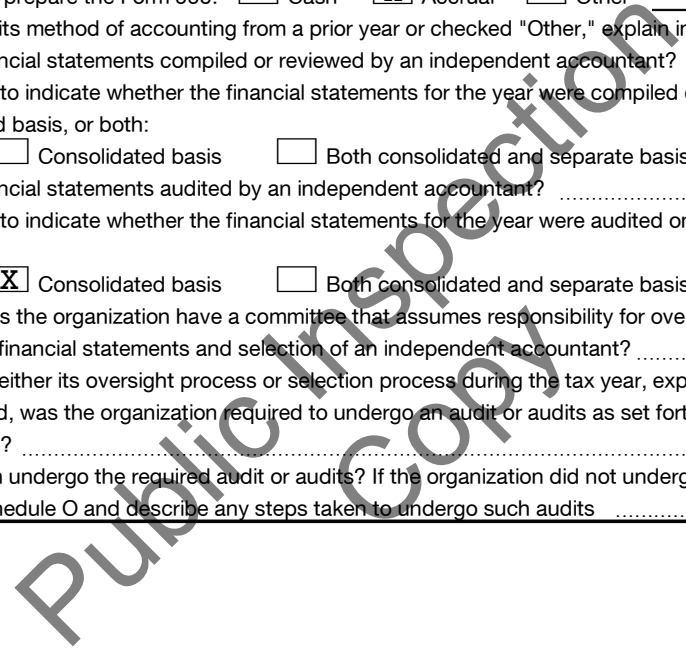 prepare the Form 990: Cash X Accrual Other
its method of accounting from a prior year or checked "Other," explain in
ncial statements compiled or reviewed by an independent accountant?
to indicate whether the financial statements for the year were compiled
d basis, or both:
Consolidated basis Both consolidated and separate basis
ncial statements audited by an independent accountant?
to indicate whether the financial statements for the year were audited or
X Consolidated basis Both consolidated and separate basis
s the organization have a committee that assumes responsibility for ove
financial statements and selection of an independent accountant?
either its oversight process or selection process during the tax year, exp
d, was the organization required to undergo an audit or audits as set fort
?
n undergo the required audit or audits? If the organization did not underg
hedule O and describe any steps taken to undergo such audits
Public Inspection
Copy